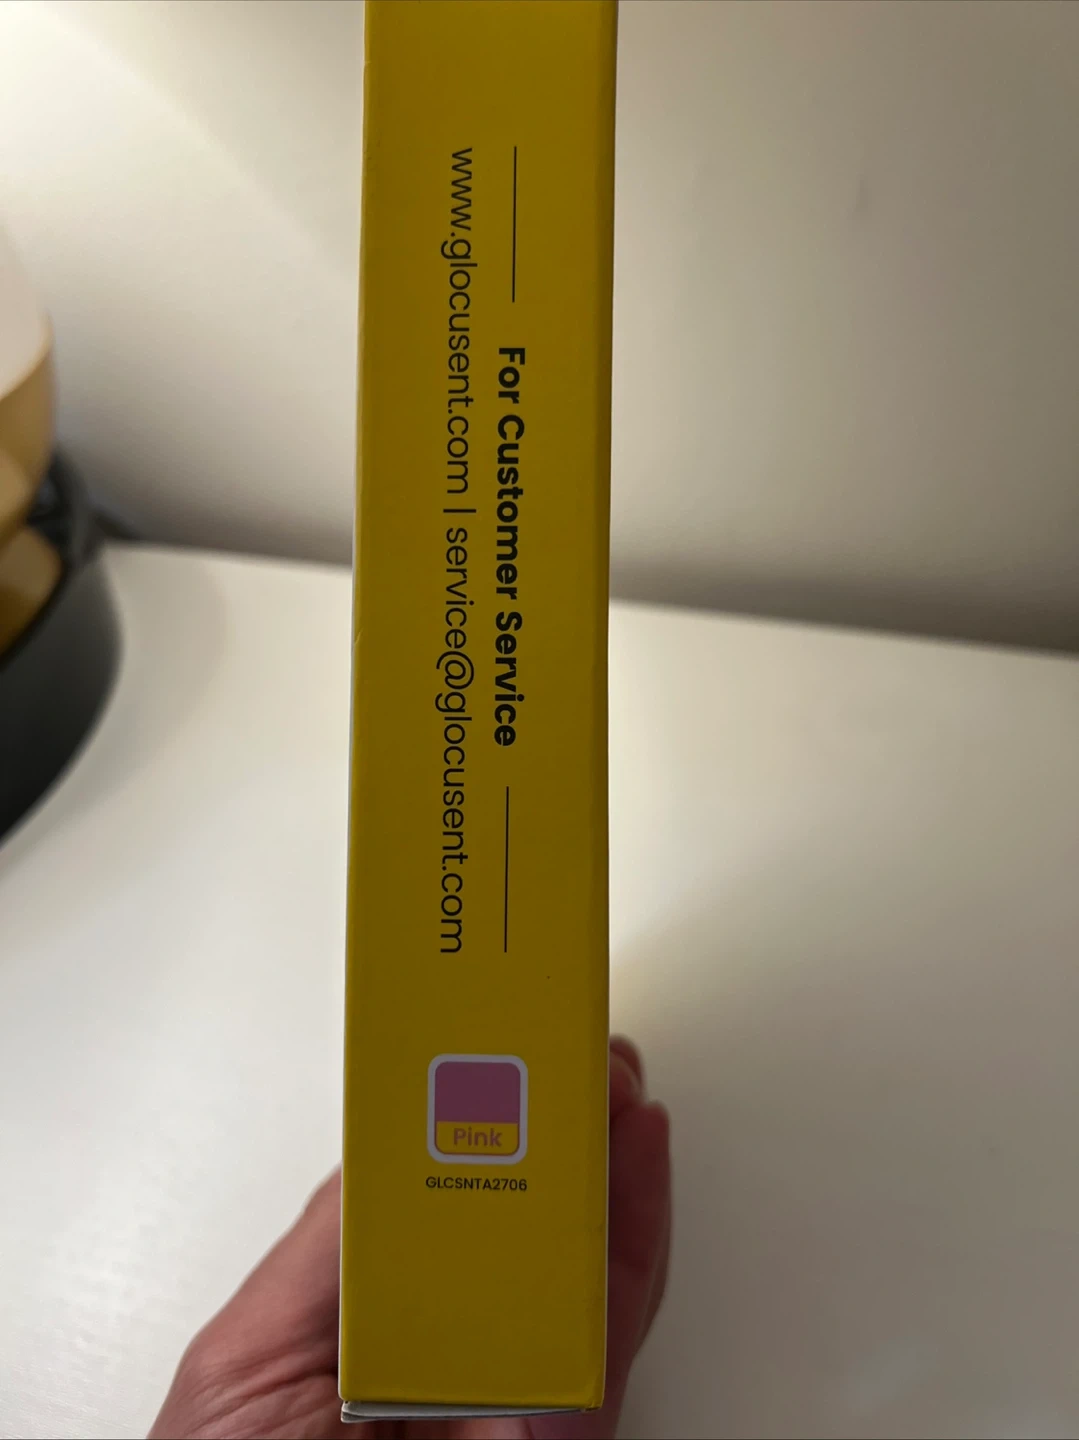 For Customer Service
www.glocusent.com | service@glocusent.com
Pink
GLCSNTA2706